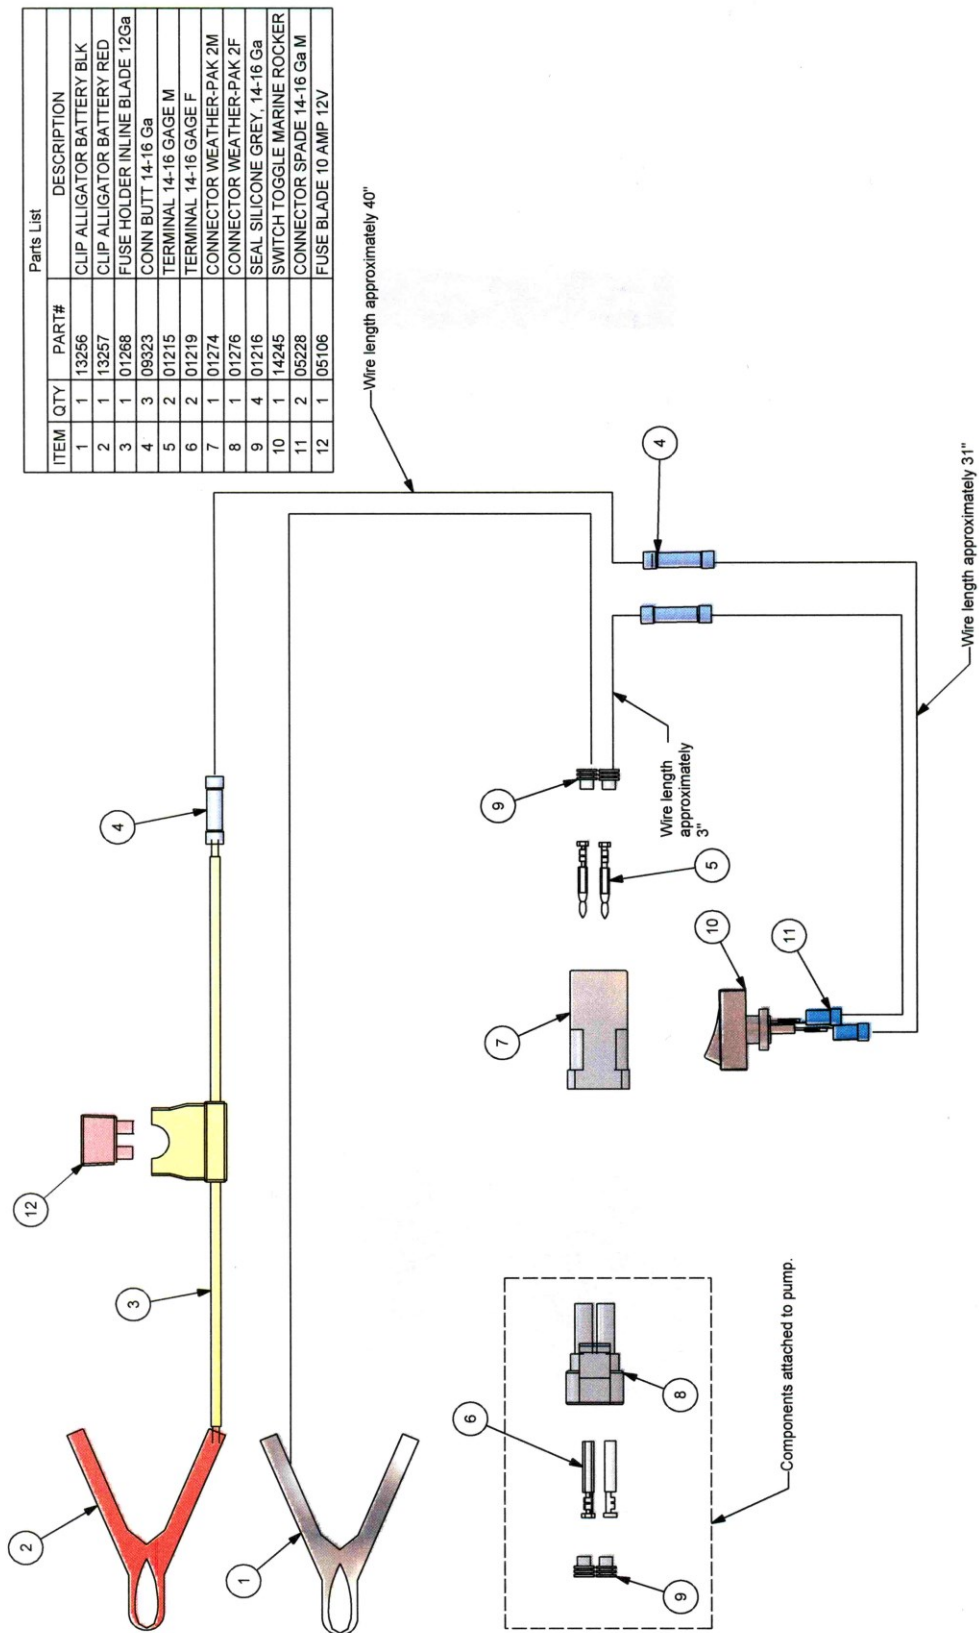 Parts List
ITEM QTY PART# DESCRIPTION
1 1 13256 CLIP ALLIGATOR BATTERY BLK
2 1 13257 CLIP ALLIGATOR BATTERY RED
3 1 01268 FUSE HOLDER INLINE BLADE 12Ga
4 3 09323 CONN BUTT 14-16 Ga
5 2 01215 TERMINAL 14-16 GAGE M
6 2 01219 TERMINAL 14-16 GAGE F
7 1 01274 CONNECTOR WEATHER-PAK 2M
8 1 01276 CONNECTOR WEATHER-PAK 2F
9 4 01216 SEAL SILICONE GREY, 14-16 Ga
10 1 14245 SWITCH TOGGLE MARINE ROCKER
11 2 05228 CONNECTOR SPADE 14-16 Ga M
12 1 05106 FUSE BLADE 10 AMP 12V
2
12
3
4
1
Wire length approximately 40"
6
7
9
4
Wire length
approximately
3"
9
8
10
5
11
Components attached to pump.
Wire length approximately 31"